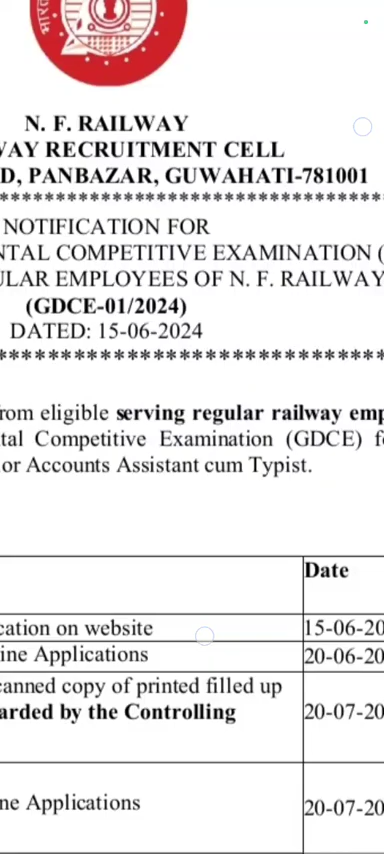 भारत
N. F. RAILWAY
WAY RECRUITMENT CELL
D, PANBAZAR, GUWAHATI-781001
************************************
NOTIFICATION FOR
NTAL COMPETITIVE EXAMINATION (
ULAR EMPLOYEES OF N. F. RAILWAY
(GDCE-01/2024)
DATED: 15-06-2024
************************************
rom eligible serving regular railway emp
tal Competitive Examination (GDCE) f
or Accounts Assistant cum Typist.
Date
cation on website 15-06-20
ine Applications 20-06-20
canned copy of printed filled up
arded by the Controlling 20-07-20
ne Applications 20-07-20